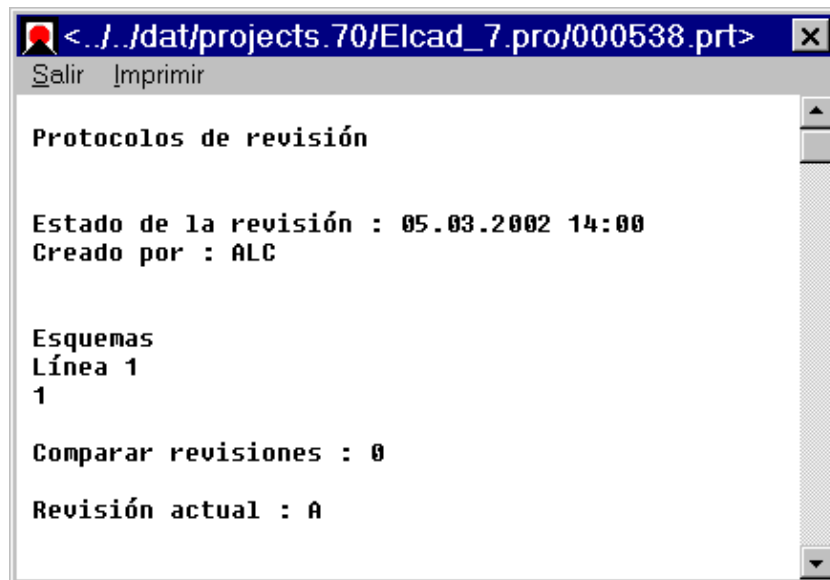 <../../dat/projects.70/Elcad_7.pro/000538.prt>
Salir Imprimir
Protocolos de revisión
Estado de la revisión : 05.03.2002 14:00
Creado por : ALC
Esquemas
Línea 1
1
Comparar revisiones : 0
Revisión actual : A